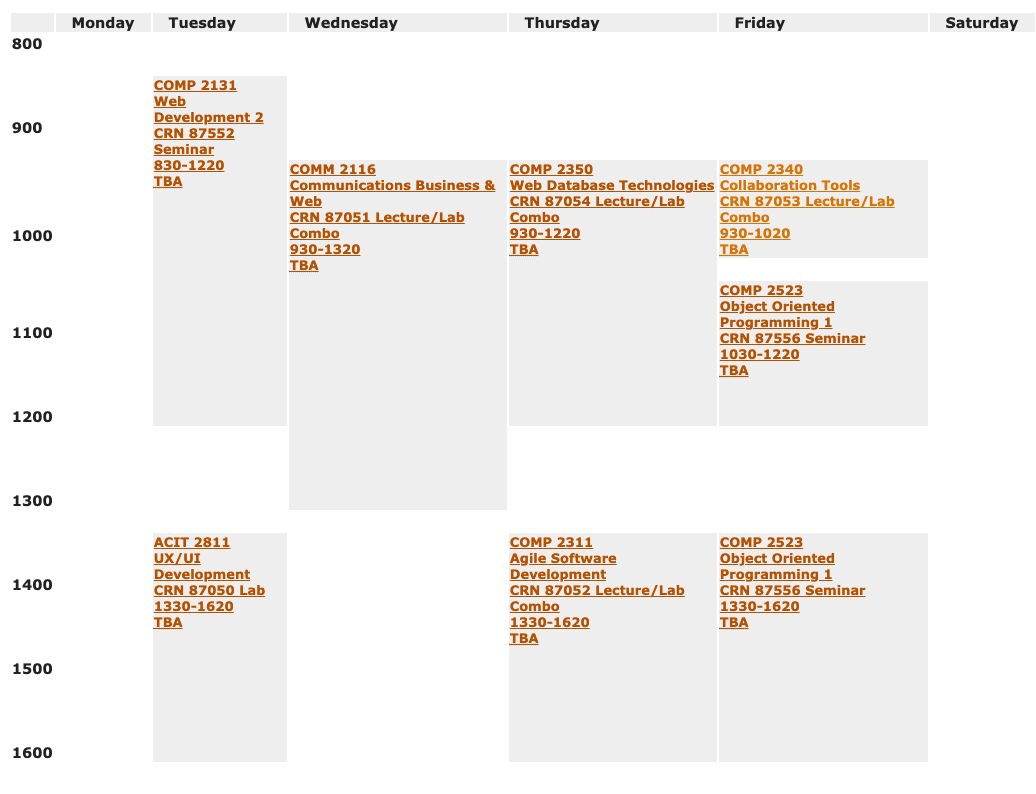 Monday Tuesday Wednesday Thursday Friday Saturday
800
COMP 2131
Web
Development 2
CRN 87552
Seminar
830-1220
TBA
900
COMM 2116
Communications Business &
Web
CRN 87051 Lecture/Lab
Combo
930-1320
TBA
COMP 2350
Web Database Technologies
CRN 87054 Lecture/Lab
Combo
930-1220
TBA
COMP 2340
Collaboration Tools
CRN 87053 Lecture/Lab
Combo
930-1020
TBA
1000
COMP 2523
Object Oriented
Programming 1
CRN 87556 Seminar
1030-1220
TBA
1100
1200
1300
ACIT 2811
UX/UI
Development
CRN 87050 Lab
1330-1620
TBA
COMP 2311
Agile Software
Development
CRN 87052 Lecture/Lab
Combo
1330-1620
TBA
COMP 2523
Object Oriented
Programming 1
CRN 87556 Seminar
1330-1620
TBA
1400
1500
1600